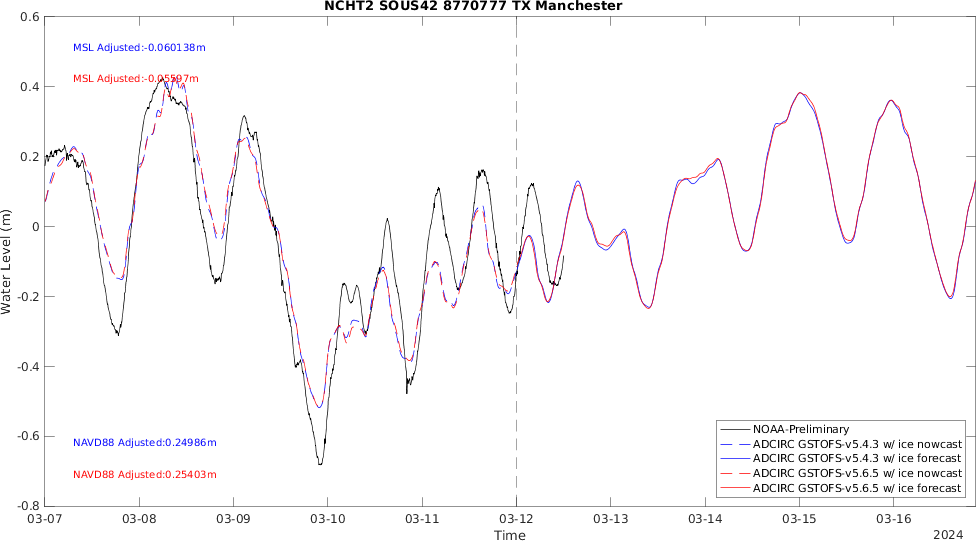 NCHT2 SOUS42 8770777 TX Manchester
0.6
0.4
0.2
0
-0.2
-0.4
-0.6
-0.8
Water Level (m)
MSL Adjusted:-0.060138m
MSL Adjusted:-0.05597m
NAVD88 Adjusted:0.24986m
NAVD88 Adjusted:0.25403m
NOAA-Preliminary
ADCIRC GSTOFS-v5.4.3 w/ ice nowcast
ADCIRC GSTOFS-v5.4.3 w/ ice forecast
ADCIRC GSTOFS-v5.6.5 w/ ice nowcast
ADCIRC GSTOFS-v5.6.5 w/ ice forecast
03-07 03-08 03-09 03-10 03-11 03-12 03-13 03-14 03-15 03-16
Time
2024